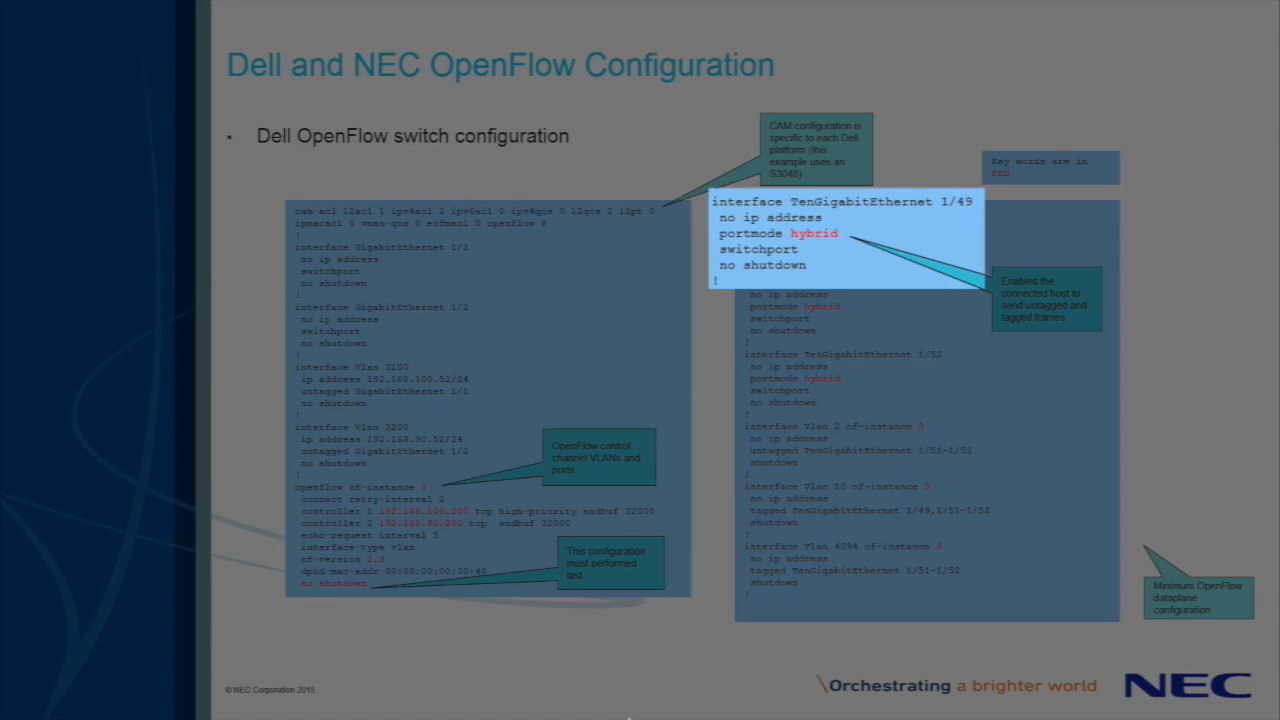 Dell and NEC OpenFlow Configuration
• Dell OpenFlow switch configuration
CAM configuration is
specific to each Dell
platform (this
example uses an
S3048)
Key words are in
RED
cam-acl l2acl 1 ipv4acl 2 ipv6acl 0 ipv4qos 0 l2qos 2 l2pt 0
ipmacacl 0 vman-qos 0 ecfmacl 0 openflow 3
!
interface GigabitEthernet 1/1
no ip address
switchport
no shutdown
!
interface GigabitEthernet 1/2
no ip address
switchport
no shutdown
!
interface Vlan 3100
ip address 192.168.100.52/24
untagged GigabitEthernet 1/1
no shutdown
!
interface Vlan 3200
ip address 192.168.90.52/24
untagged GigabitEthernet 1/2
no shutdown
!
openflow of-instance 3
connect retry-interval 2
controller 1 192.168.100.200 tcp high-priority sndbuf 32000
controller 2 192.168.90.200 tcp sndbuf 32000
echo-request interval 5
interface-type vlan
of-version 1.3
dpid-mac-addr 00:00:00:00:30:48
no shutdown
OpenFlow control
channel VLANs and
ports
This configuration
must performed
last.
interface TenGigabitEthernet 1/49
no ip address
portmode hybrid
switchport
no shutdown
!
Enables the
connected host to
send untagged and
tagged frames.
no ip address
portmode hybrid
switchport
no shutdown
!
interface TenGigabitEthernet 1/52
no ip address
portmode hybrid
switchport
no shutdown
!
interface Vlan 2 of-instance 3
no ip address
untagged TenGigabitEthernet 1/51-1/52
shutdown
!
interface Vlan 10 of-instance 3
no ip address
tagged TenGigabitEthernet 1/49,1/51-1/52
shutdown
!
interface Vlan 4094 of-instance 3
no ip address
tagged TenGigabitEthernet 1/51-1/52
shutdown
!
Minimum OpenFlow
dataplane
configuration
© NEC Corporation 2015
\Orchestrating a brighter world
NEC